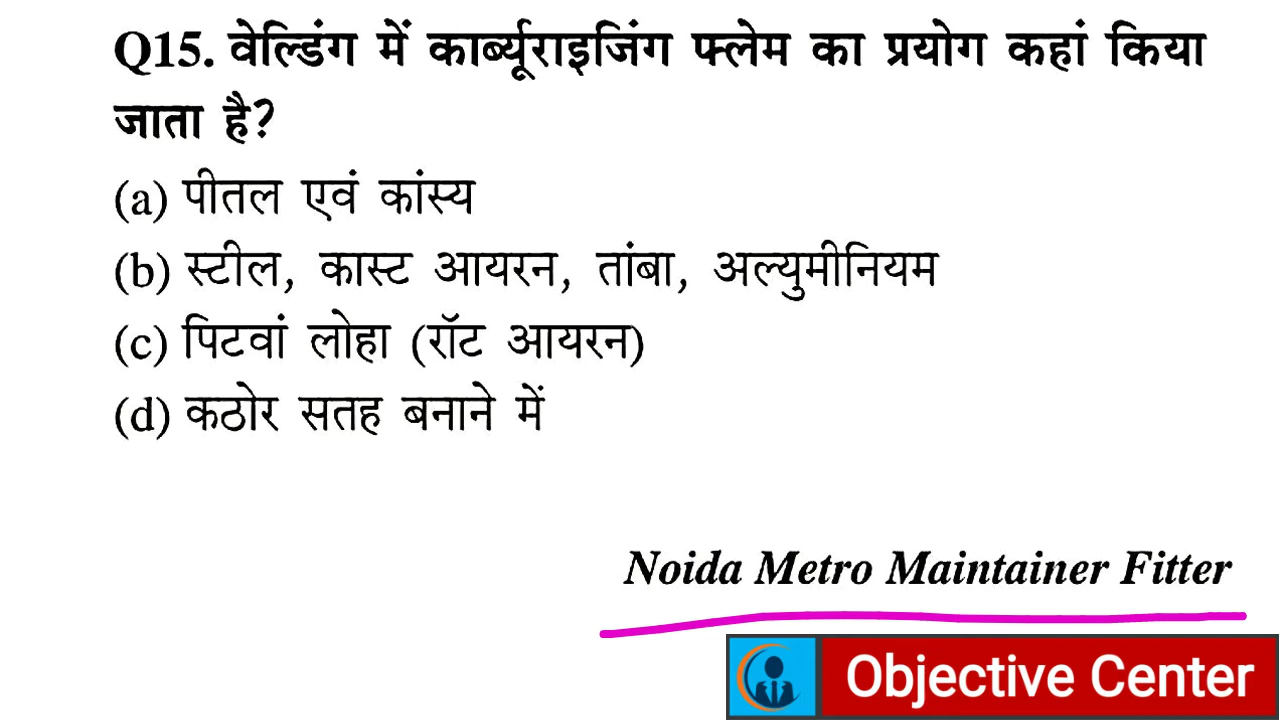 Q15. वेल्डिंग में कार्ब्यूराइजिंग फ्लेम का प्रयोग कहां किया
जाता है?
(a) पीतल एवं कांस्य
(b) स्टील, कास्ट आयरन, तांबा, अल्युमीनियम
(c) पिटवां लोहा (रॉट आयरन)
(d) कठोर सतह बनाने में
Noida Metro Maintainer Fitter
Objective Center